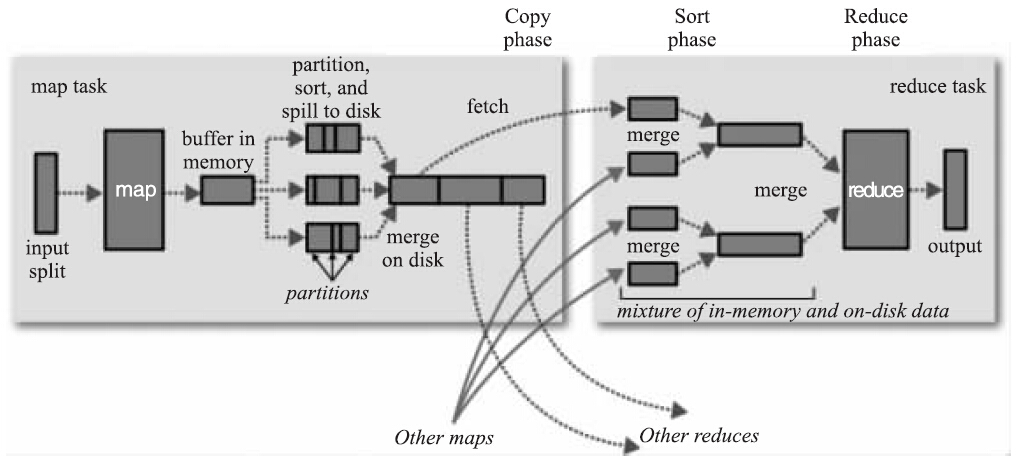 Copy
phase
Sort
phase
Reduce
phase
map task
partition,
sort, and
spill to disk
fetch
reduce task
buffer in
memory
map
merge
merge
reduce
input
split
merge
on disk
merge
output
partitions
mixture of in-memory and on-disk data
Other maps
Other reduces